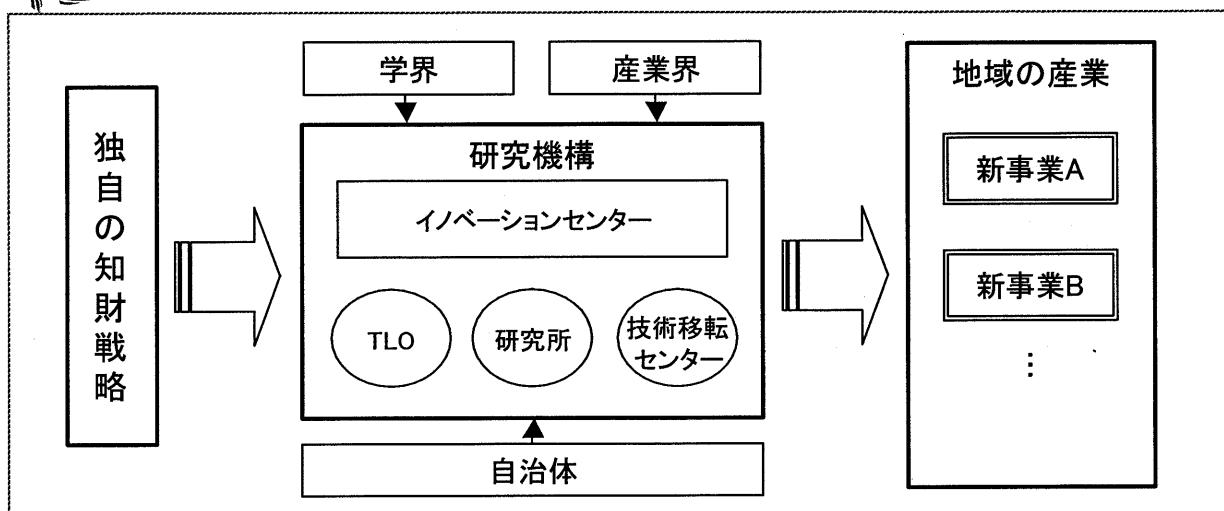 独自の知財戦略
学界
産業界
研究機構
イノベーションセンター
TLO
研究所
技術移転
センター
自治体
地域の産業
新事業A
新事業B
⋮